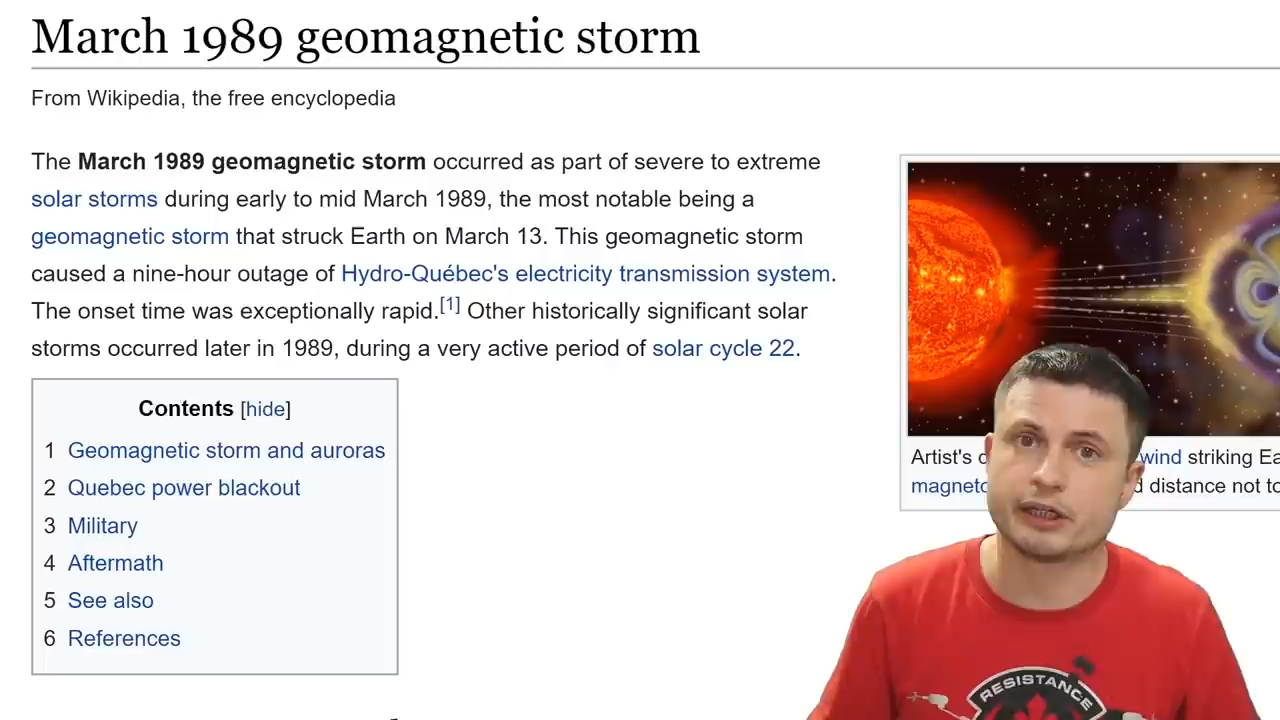 March 1989 geomagnetic storm
From Wikipedia, the free encyclopedia
The March 1989 geomagnetic storm occurred as part of severe to extreme
solar storms during early to mid March 1989, the most notable being a
geomagnetic storm that struck Earth on March 13. This geomagnetic storm
caused a nine-hour outage of Hydro-Québec's electricity transmission system.
The onset time was exceptionally rapid.[1] Other historically significant solar
storms occurred later in 1989, during a very active period of solar cycle 22.
Contents [hide]
1 Geomagnetic storm and auroras
2 Quebec power blackout
3 Military
4 Aftermath
5 See also
6 References
Artist's wind striking
distance not
RESISTANCE